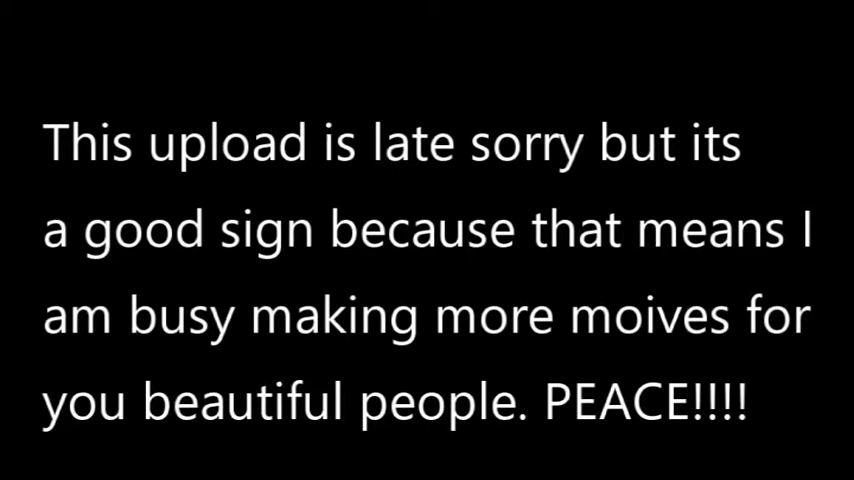 This upload is late sorry but its
a good sign because that means I
am busy making more moives for
you beautiful people. PEACE!!!!